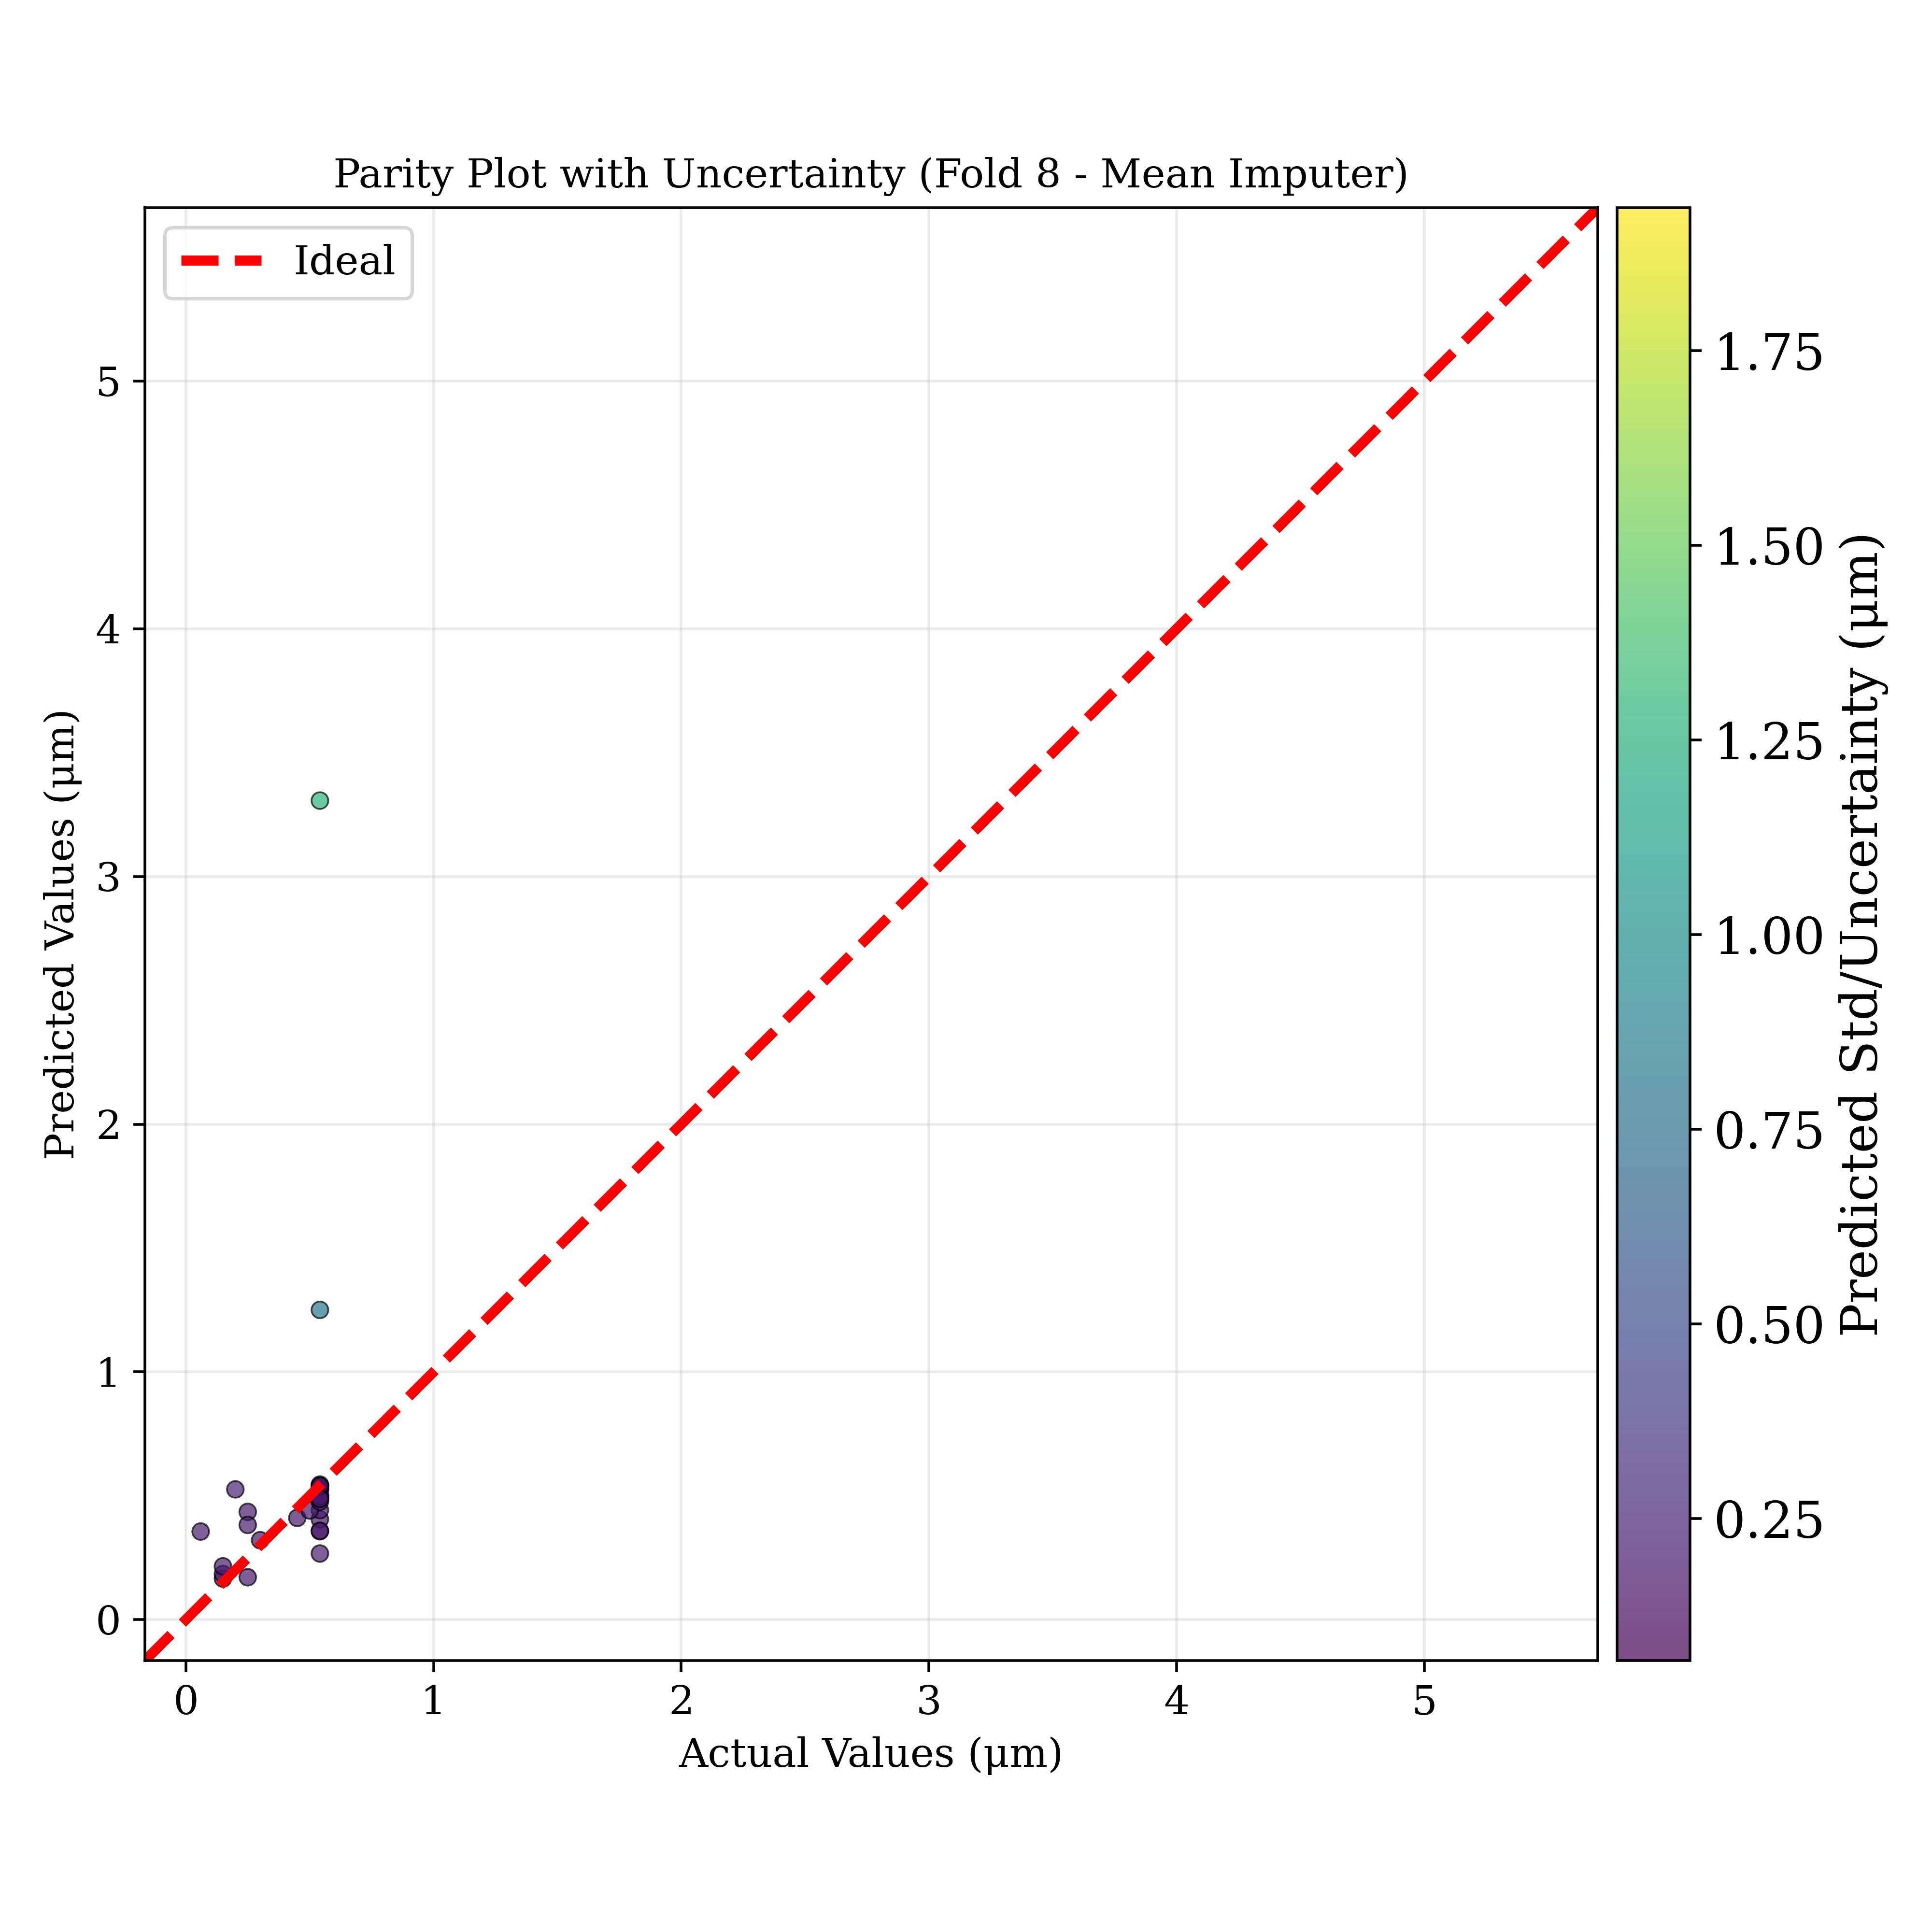 Parity Plot with Uncertainty (Fold 8 - Mean Imputer)
Ideal
5
4
3
2
1
0
Predicted Values (μm)
0 1 2 3 4 5
Actual Values (μm)
1.75
1.50
1.25
1.00
0.75
0.50
0.25
Predicted Std/Uncertainty (μm)